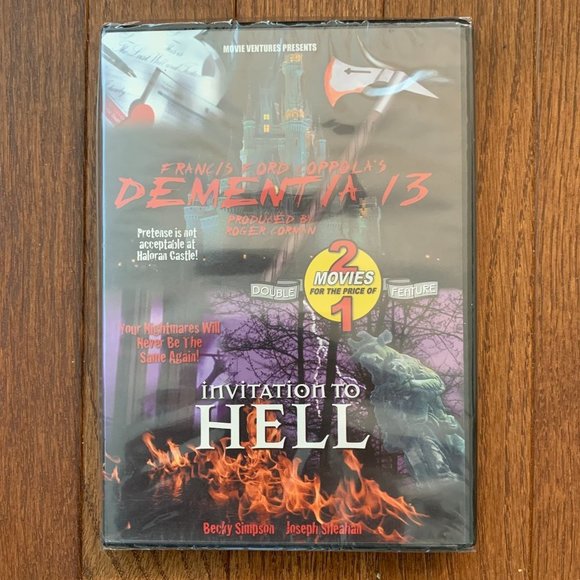 MOVIE VENTURES PRESENTS
FRANCIS FORD COPPOLA'S
DEMENTIA 13
PRODUCED BY
ROGER CORMAN
Pretense is not
acceptable at
Haloran Castle!
2
MOVIES
FOR THE PRICE OF
1
DOUBLE
FEATURE
Your Nightmares Will
Never Be The
Same Again!
INVITATION TO
HELL
Becky Simpson Joseph Sheahan